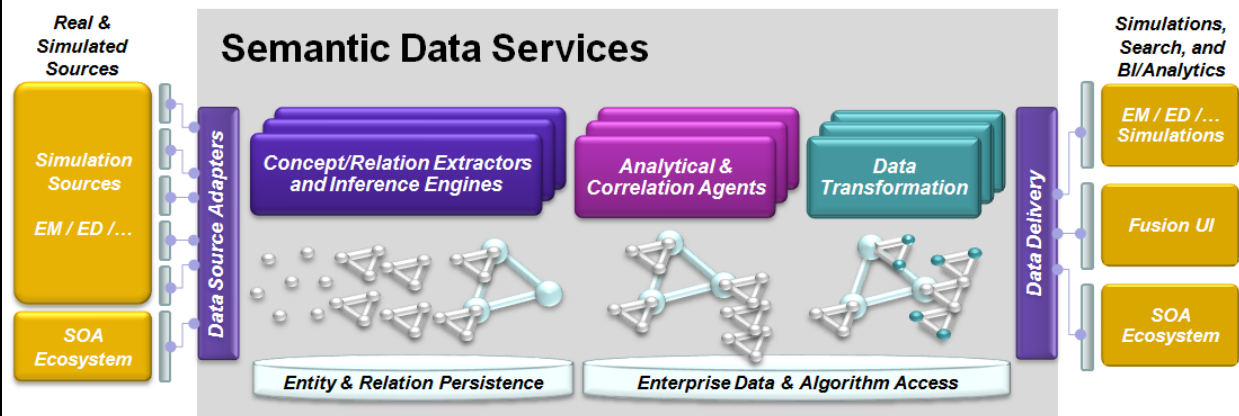 Real &
Simulated
Sources
Simulation
Sources
EM / ED /...
SOA
Ecosystem
Data Source Adapters
Semantic Data Services
Concept/Relation Extractors
and Inference Engines
Analytical &
Correlation Agents
Data
Transformation
Entity & Relation Persistence
Enterprise Data & Algorithm Access
Data Delivery
Simulations,
Search, and
BI/Analytics
EM / ED /...
Simulations
Fusion UI
SOA
Ecosystem